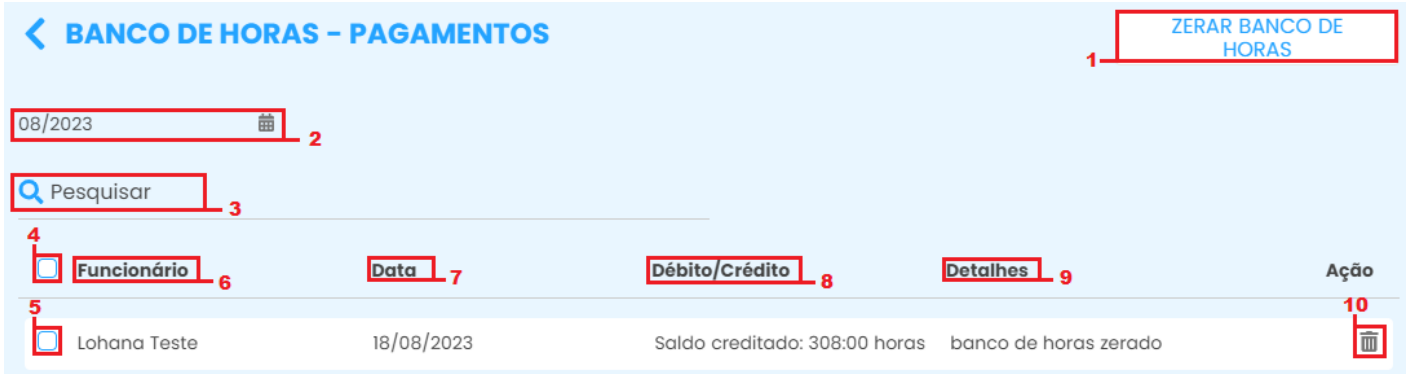 BANCO DE HORAS - PAGAMENTOS
ZERAR BANCO DE
HORAS
1
08/2023
2
Pesquisar
3
4
Funcionário 6 Data 7 Débito/Crédito 8 Detalhes 9 Ação
5 10
Lohana Teste 18/08/2023 Saldo creditado: 308:00 horas banco de horas zerado